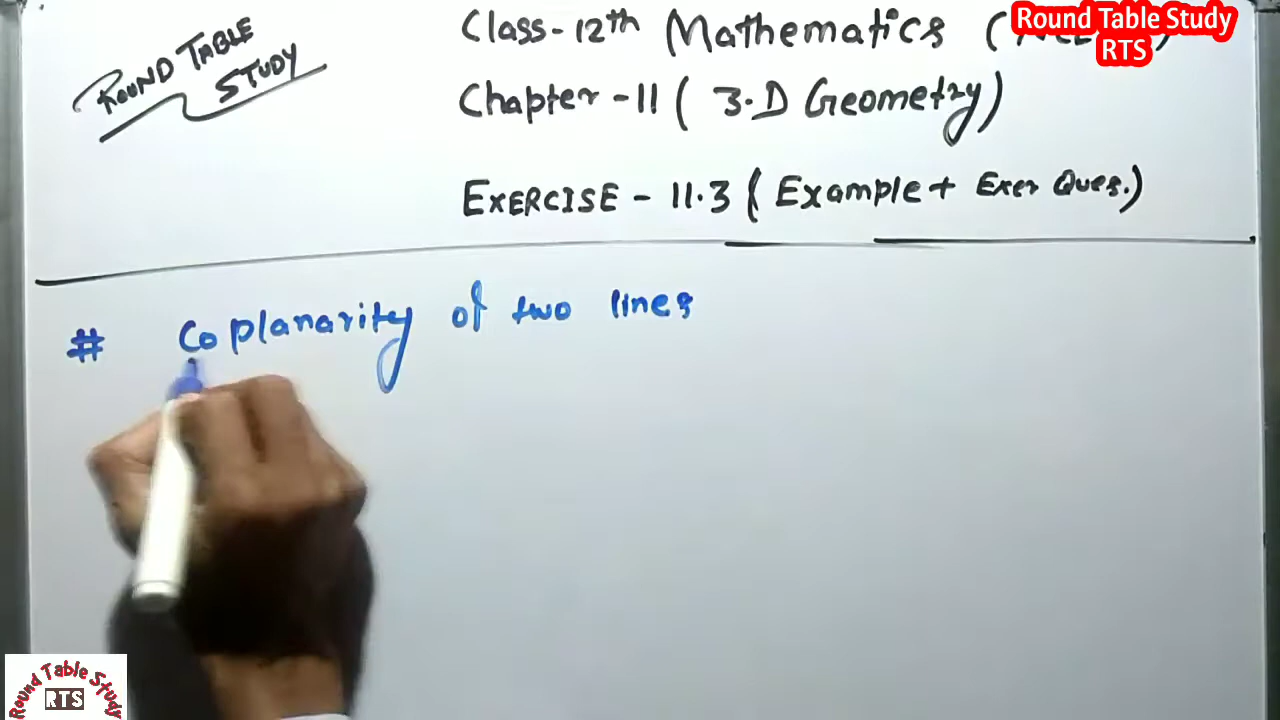 ROUND TABLE
STUDY
Class-12th Mathematics (
Round Table Study
RTS
Chapter-11 ( 3.D Geometry)
EXERCISE - 11.3 ( Example + Exer Ques.)
# Coplanarity of two lines
Round Table Study
RTS